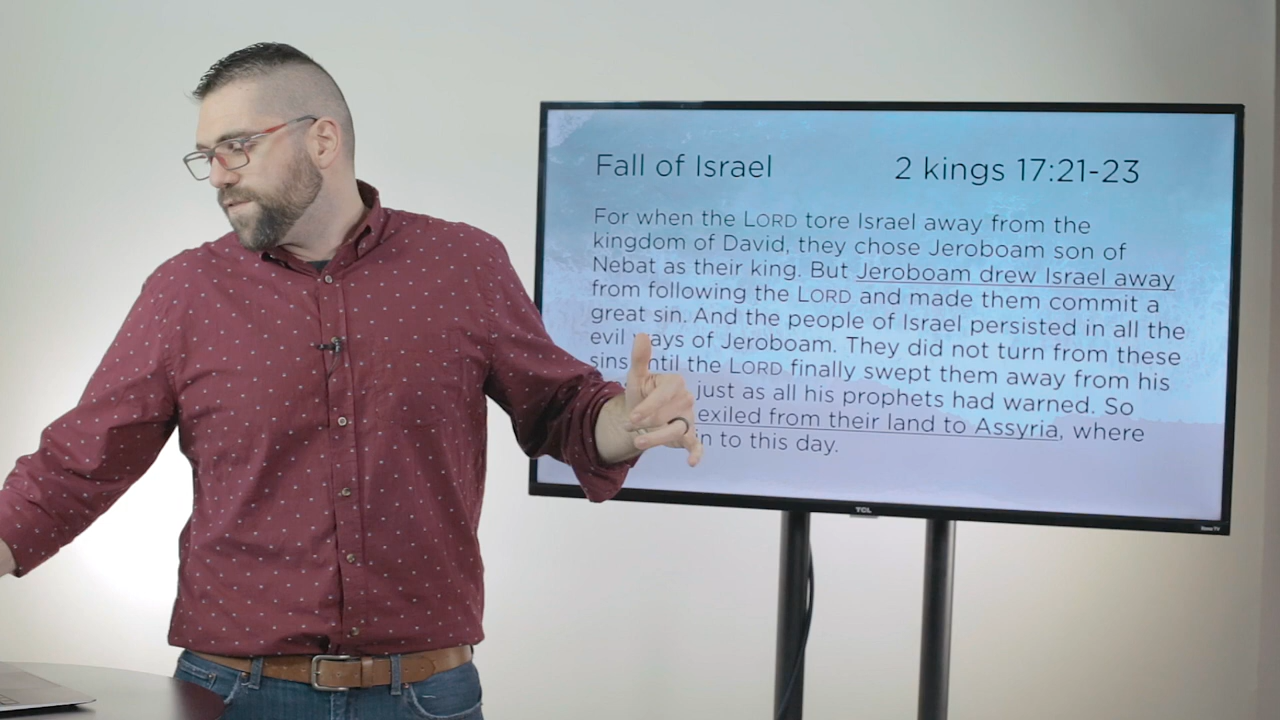 Fall of Israel 2 kings 17:21-23
For when the LORD tore Israel away from the
kingdom of David, they chose Jeroboam son of
Nebat as their king. But Jeroboam drew Israel away
from following the LORD and made them commit a
great sin. And the people of Israel persisted in all the
evil ways of Jeroboam. They did not turn from these
sins until the LORD finally swept them away from his
just as all his prophets had warned. So
exiled from their land to Assyria, where
to this day.
TCL
Roku TV